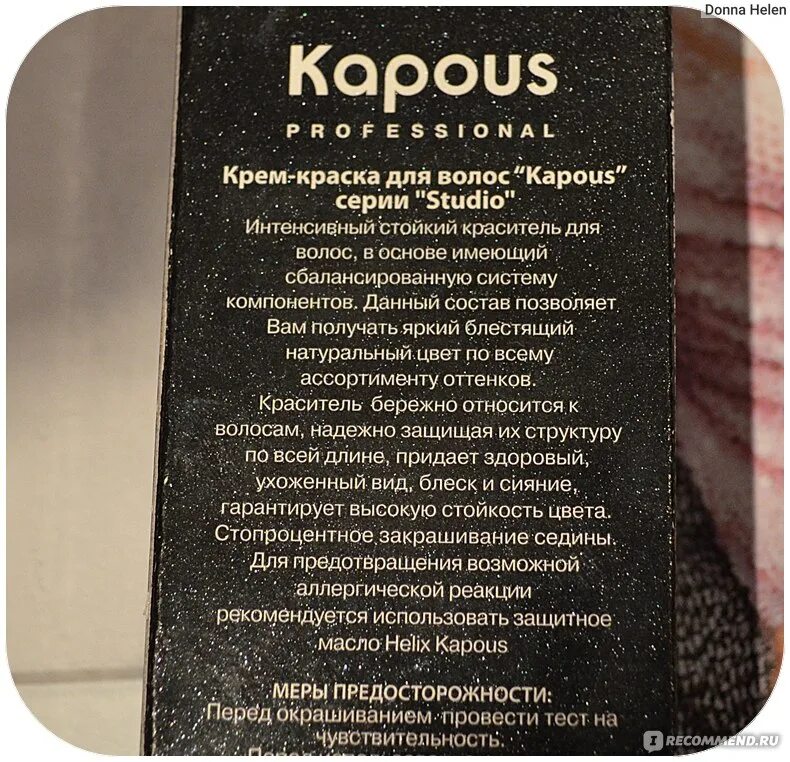 Donna Helen
Kapous
PROFESSIONAL
Крем-краска для волос “Kapous”
серии "Studio"
Интенсивный стойкий краситель для
волос, в основе имеющий
сбалансированную систему
компонентов. Данный состав позволяет
Вам получать яркий блестящий
натуральный цвет по всему
ассортименту оттенков.
Краситель бережно относится к
волосам, надежно защищая их структуру
по всей длине, придает здоровый,
ухоженный вид, блеск и сияние,
гарантирует высокую стойкость цвета.
Стопроцентное закрашивание седины.
Для предотвращения возможной
аллергической реакции
рекомендуется использовать защитное
масло Helix Kapous
МЕРЫ ПРЕДОСТОРОЖНОСТИ:
Перед окрашиванием провести тест на
чувствительность.
IRECOMMEND.RU